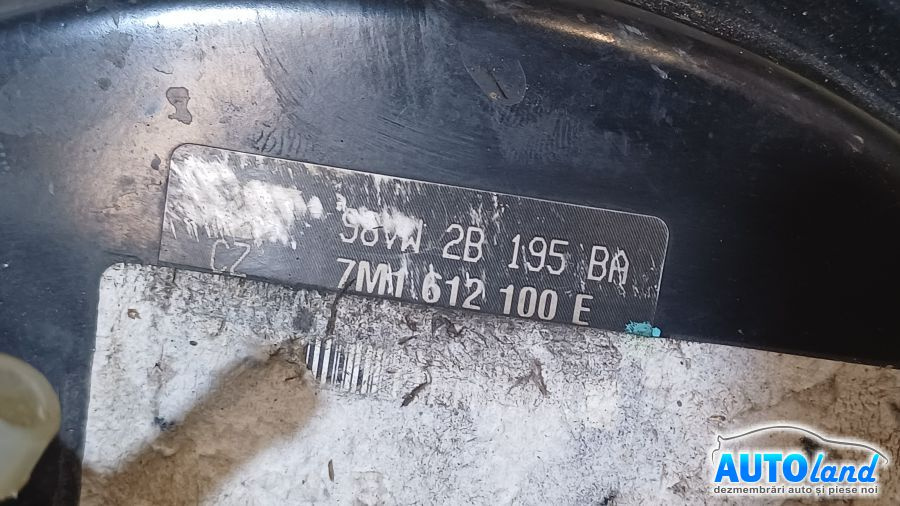 98VW 2B 195 BA
CZ
7M1 612 100 E
AUTOland
dezmembrări auto și piese noi